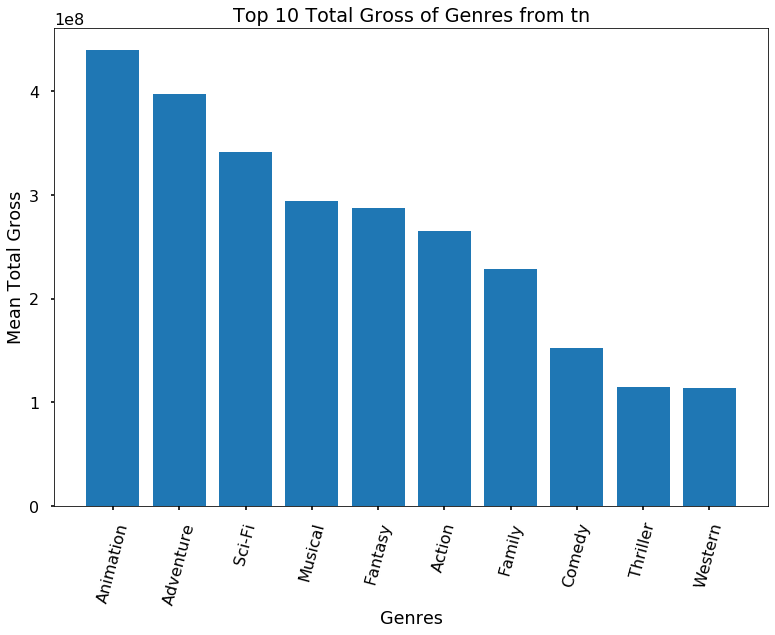 Top 10 Total Gross of Genres from tn
1e8
Mean Total Gross
4
3
2
1
0
Animation
Adventure
Sci-Fi
Musical
Fantasy
Action
Family
Comedy
Thriller
Western
Genres